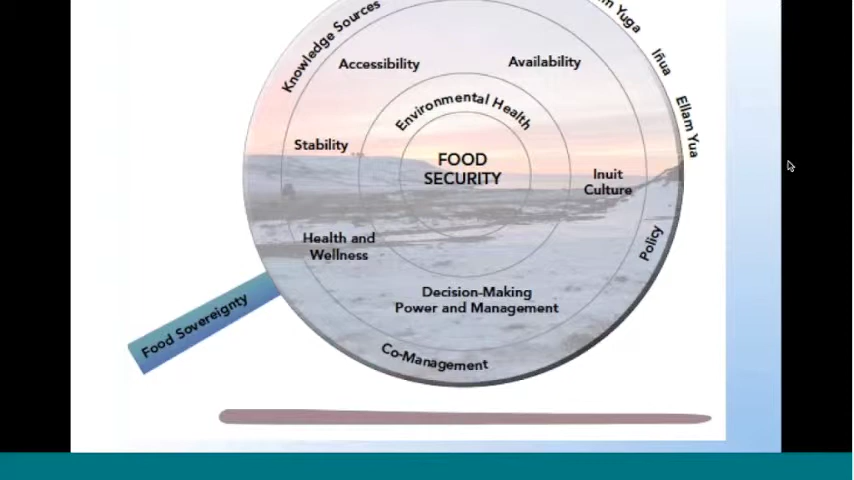 Knowledge Sources
Yuga
Accessibility
Availability
Iñua
Environmental Health
Ellam Yua
Stability
FOOD
SECURITY
Inuit
Culture
Health and
Wellness
Policy
Decision-Making
Power and Management
Food Sovereignty
Co-Management